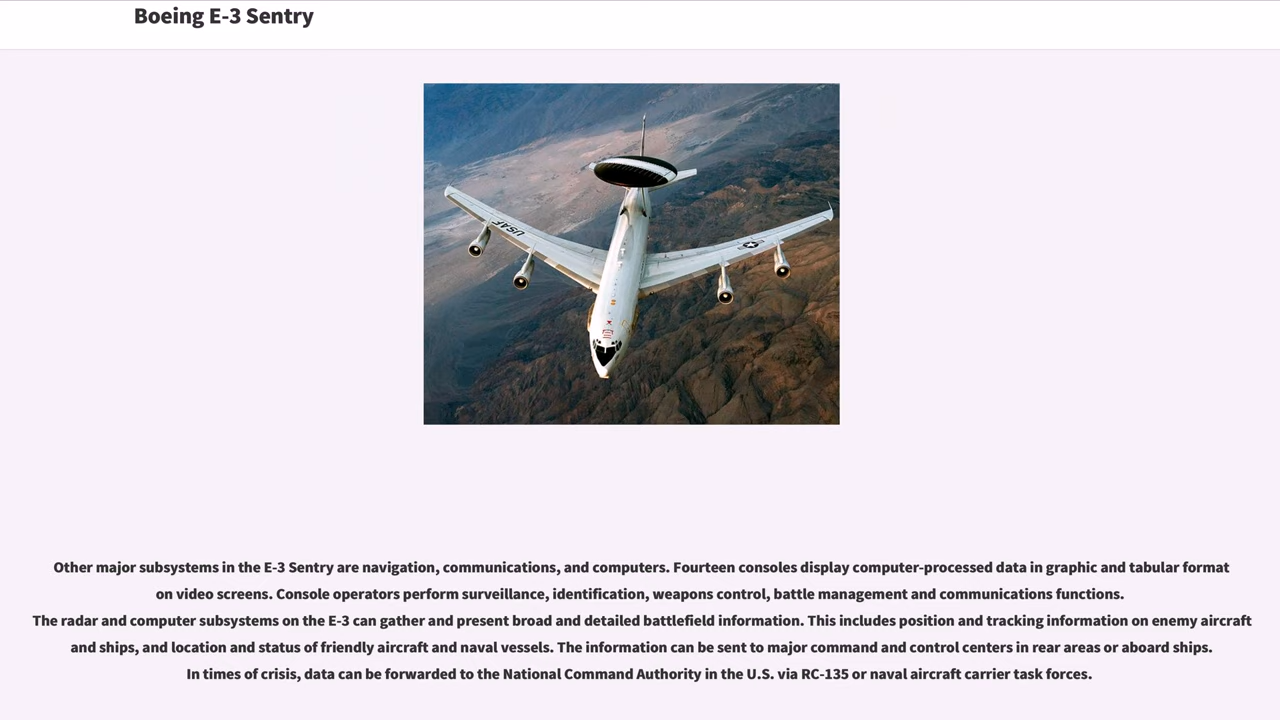 Boeing E-3 Sentry
USAF
Other major subsystems in the E-3 Sentry are navigation, communications, and computers. Fourteen consoles display computer-processed data in graphic and tabular format
on video screens. Console operators perform surveillance, identification, weapons control, battle management and communications functions.
The radar and computer subsystems on the E-3 can gather and present broad and detailed battlefield information. This includes position and tracking information on enemy aircraft
and ships, and location and status of friendly aircraft and naval vessels. The information can be sent to major command and control centers in rear areas or aboard ships.
In times of crisis, data can be forwarded to the National Command Authority in the U.S. via RC-135 or naval aircraft carrier task forces.